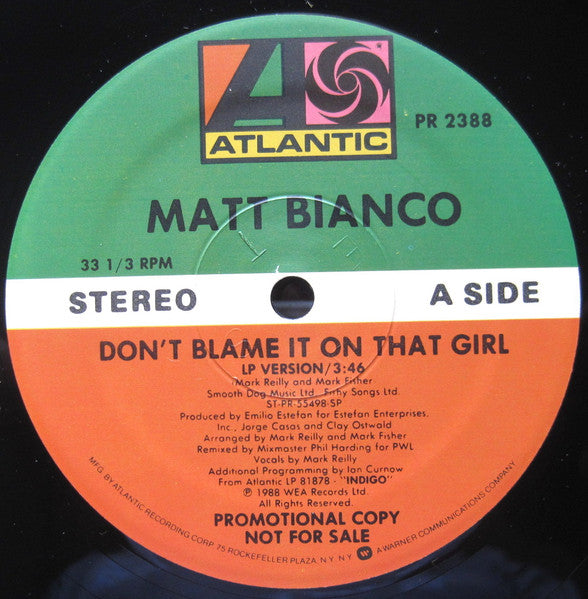 ATLANTIC
PR 2388
MATT BIANCO
33 1/3 RPM
STEREO
A SIDE
DON'T BLAME IT ON THAT GIRL
LP VERSION/3:46
Mark Reilly and Mark Fisher
Smooth Dog Music Ltd. Fishy Songs Ltd.
ST-PR-55498-SP
Produced by Emilio Estefan for Estefan Enterprises,
Inc., Jorge Casas and Clay Ostwald
Arranged by Mark Reilly and Mark Fisher
Remixed by Mixmaster Phil Harding for PWL
Vocals by Mark Reilly
Additional Programming by Ian Curnow
From Atlantic LP 81878 - "INDIGO"
℗ 1988 WEA Records Ltd.
All Rights Reserved.
PROMOTIONAL COPY
NOT FOR SALE
MFG. BY ATLANTIC RECORDING CORP. 75 ROCKEFELLER PLAZA, N.Y. N.Y. A WARNER COMMUNICATIONS COMPANY